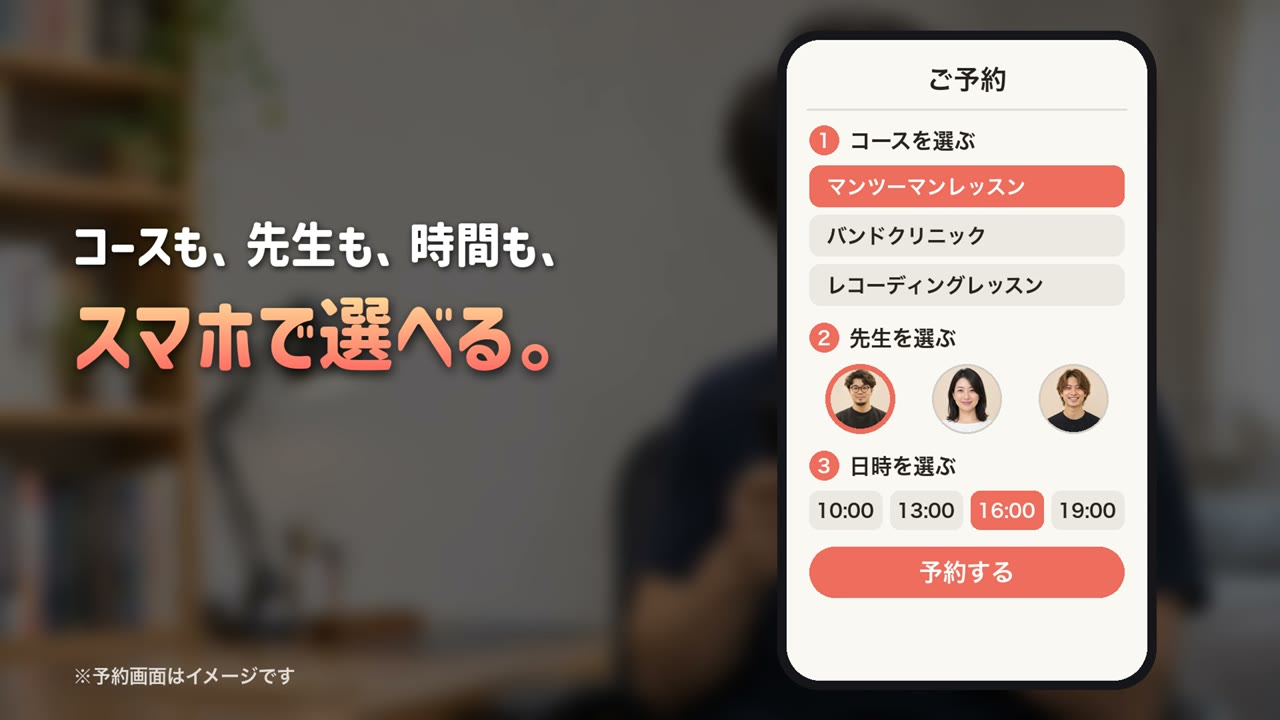 コースも、先生も、時間も、
スマホで選べる。
※予約画面はイメージです
ご予約
1 コースを選ぶ
マンツーマンレッスン
バンドクリニック
レコーディングレッスン
2 先生を選ぶ
3 日時を選ぶ
10:00 13:00 16:00 19:00
予約する